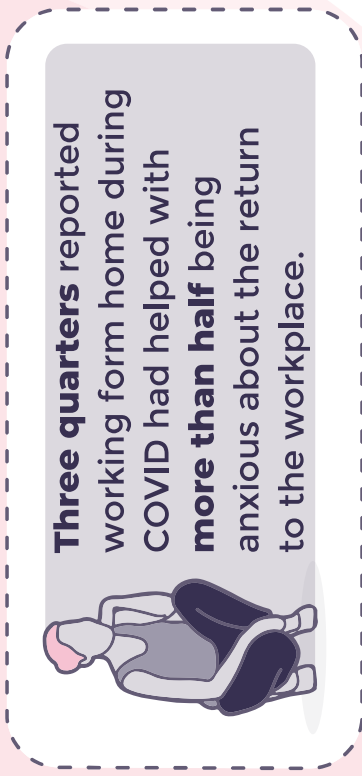 Three quarters reported
working form home during
COVID had helped with
more than half being
anxious about the return
to the workplace.